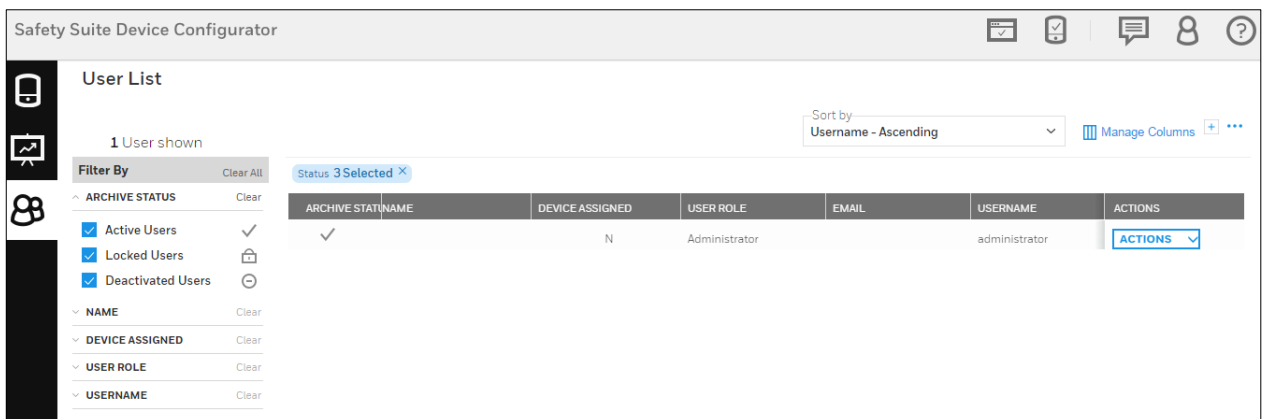 Safety Suite Device Configurator
User List
Sort by
Username - Ascending
Manage Columns
1 User shown
Filter By Clear All
Status 3 Selected
ARCHIVE STATUS Clear
ARCHIVE STATU NAME DEVICE ASSIGNED USER ROLE EMAIL USERNAME ACTIONS
Active Users
N Administrator administrator ACTIONS
Locked Users
Deactivated Users
NAME Clear
DEVICE ASSIGNED Clear
USER ROLE Clear
USERNAME Clear